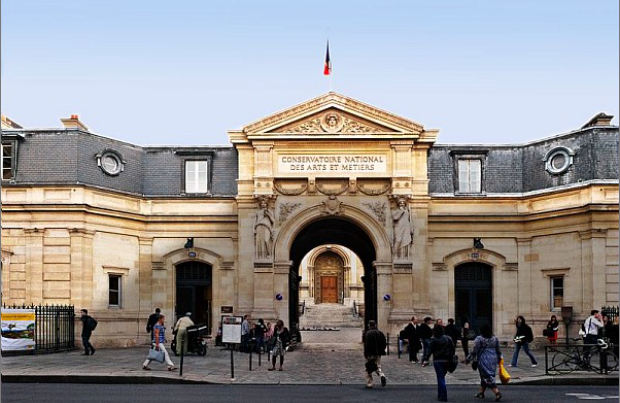 CONSERVATOIRE NATIONAL
DES ARTS ET METIERS